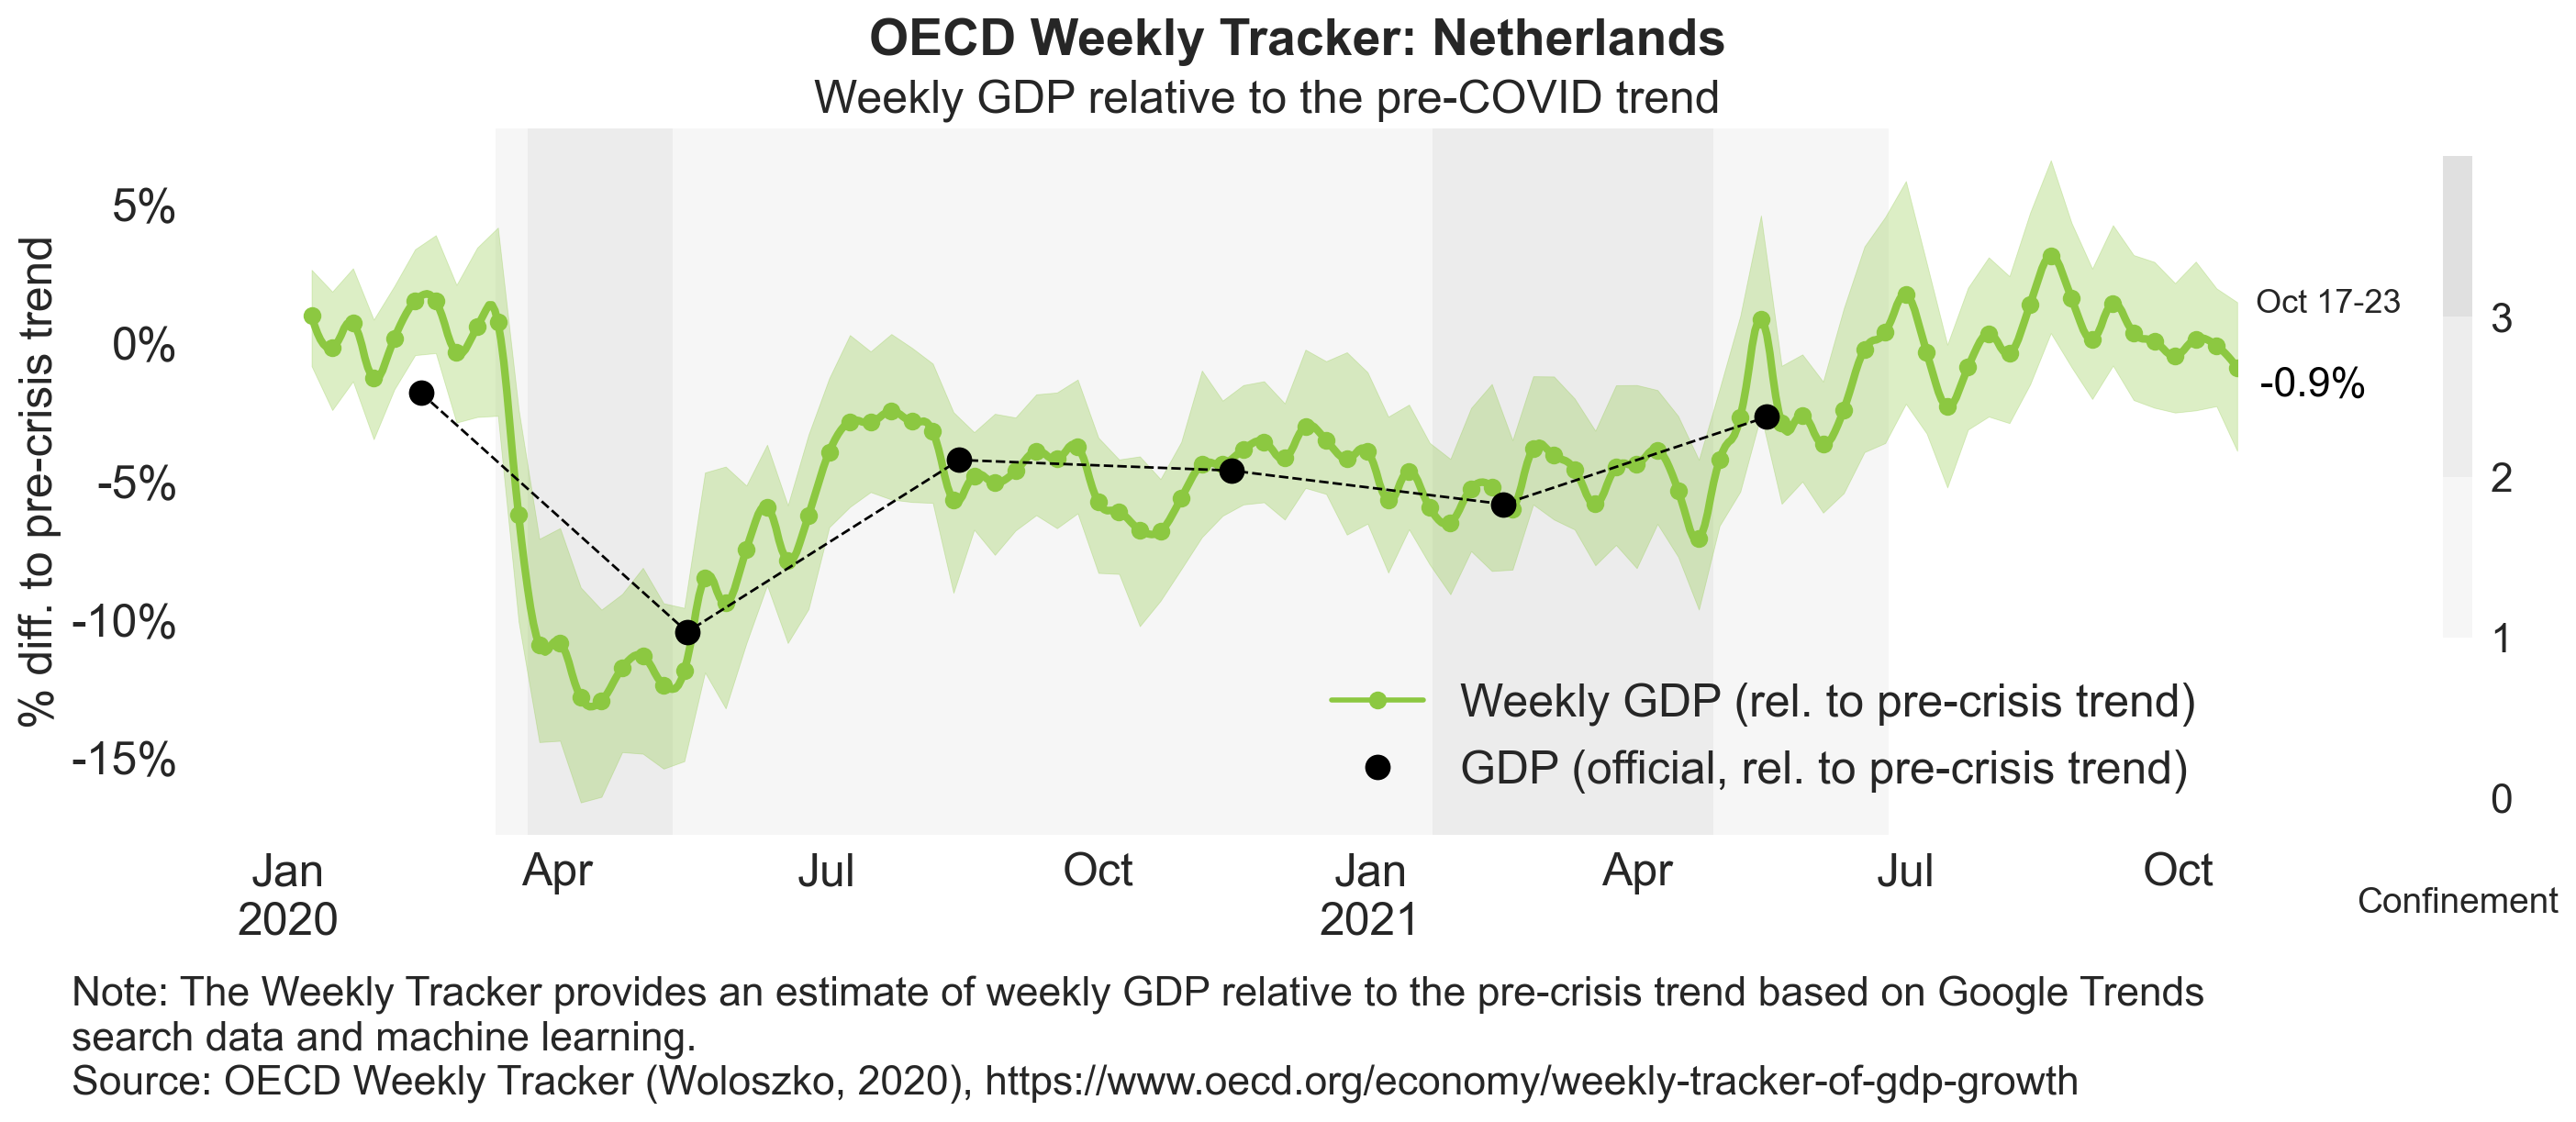 OECD Weekly Tracker: Netherlands
Weekly GDP relative to the pre-COVID trend
% diff. to pre-crisis trend
5%
0%
-5%
-10%
-15%
Oct 17-23
-0.9%
3
2
1
0
Confinement
Weekly GDP (rel. to pre-crisis trend)
GDP (official, rel. to pre-crisis trend)
Jan Apr Jul Oct Jan Apr Jul Oct
2020 2021
Note: The Weekly Tracker provides an estimate of weekly GDP relative to the pre-crisis trend based on Google Trends
search data and machine learning.
Source: OECD Weekly Tracker (Woloszko, 2020), https://www.oecd.org/economy/weekly-tracker-of-gdp-growth